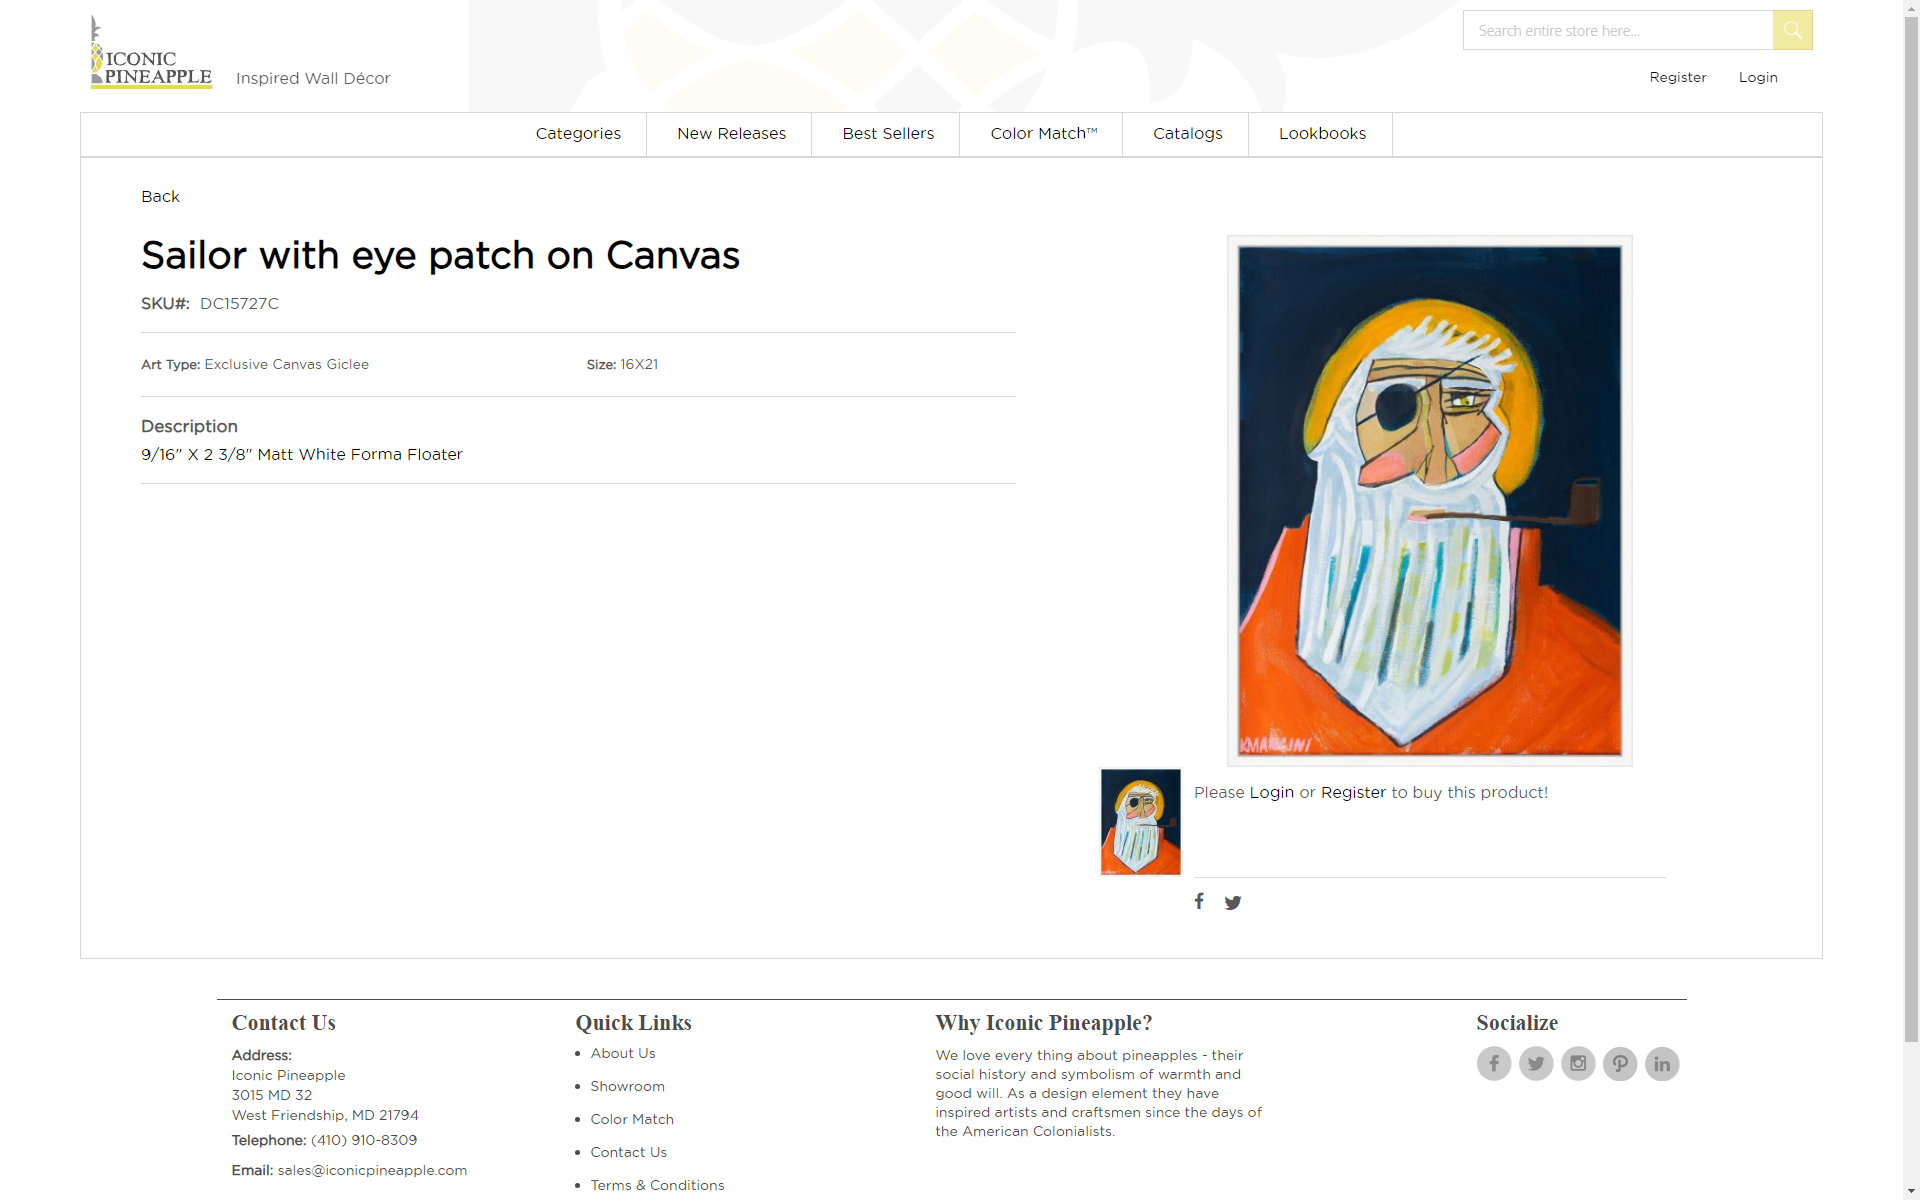 ICONIC
PINEAPPLE
Inspired Wall Décor
Search entire store here...
Register
Login
Categories
New Releases
Best Sellers
Color Match™
Catalogs
Lookbooks
Back
Sailor with eye patch on Canvas
SKU#: DC15727C
Art Type: Exclusive Canvas Giclee
Size: 16X21
Description
9/16" X 2 3/8" Matt White Forma Floater
KMANCINI
Please Login or Register to buy this product!
Contact Us
Address:
Iconic Pineapple
3015 MD 32
West Friendship, MD 21794
Telephone: (410) 910-8309
Email: sales@iconicpineapple.com
Quick Links
About Us
Showroom
Color Match
Contact Us
Terms & Conditions
Why Iconic Pineapple?
We love every thing about pineapples - their
social history and symbolism of warmth and
good will. As a design element they have
inspired artists and craftsmen since the days of
the American Colonialists.
Socialize